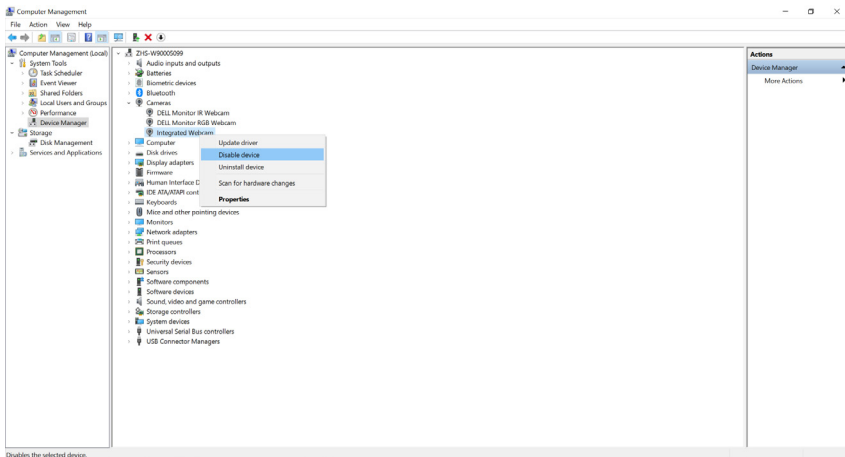 Computer Management
File Action View Help
Computer Management (Local)
System Tools
Task Scheduler
Event Viewer
Shared Folders
Local Users and Groups
Performance
Device Manager
Storage
Disk Management
Services and Applications
ZHS-W90005099
Audio inputs and outputs
Batteries
Biometric devices
Bluetooth
Cameras
DELL Monitor IR Webcam
DELL Monitor RGB Webcam
Integrated Webcam
Computer
Disk drives
Display adapters
Firmware
Human Interface D
IDE ATA/ATAPI cont
Keyboards
Mice and other pointing devices
Monitors
Network adapters
Print queues
Processors
Security devices
Sensors
Software components
Software devices
Sound, video and game controllers
Storage controllers
System devices
Universal Serial Bus controllers
USB Connector Managers
Update driver
Disable device
Uninstall device
Scan for hardware changes
Properties
Actions
Device Manager
More Actions
Disables the selected device.